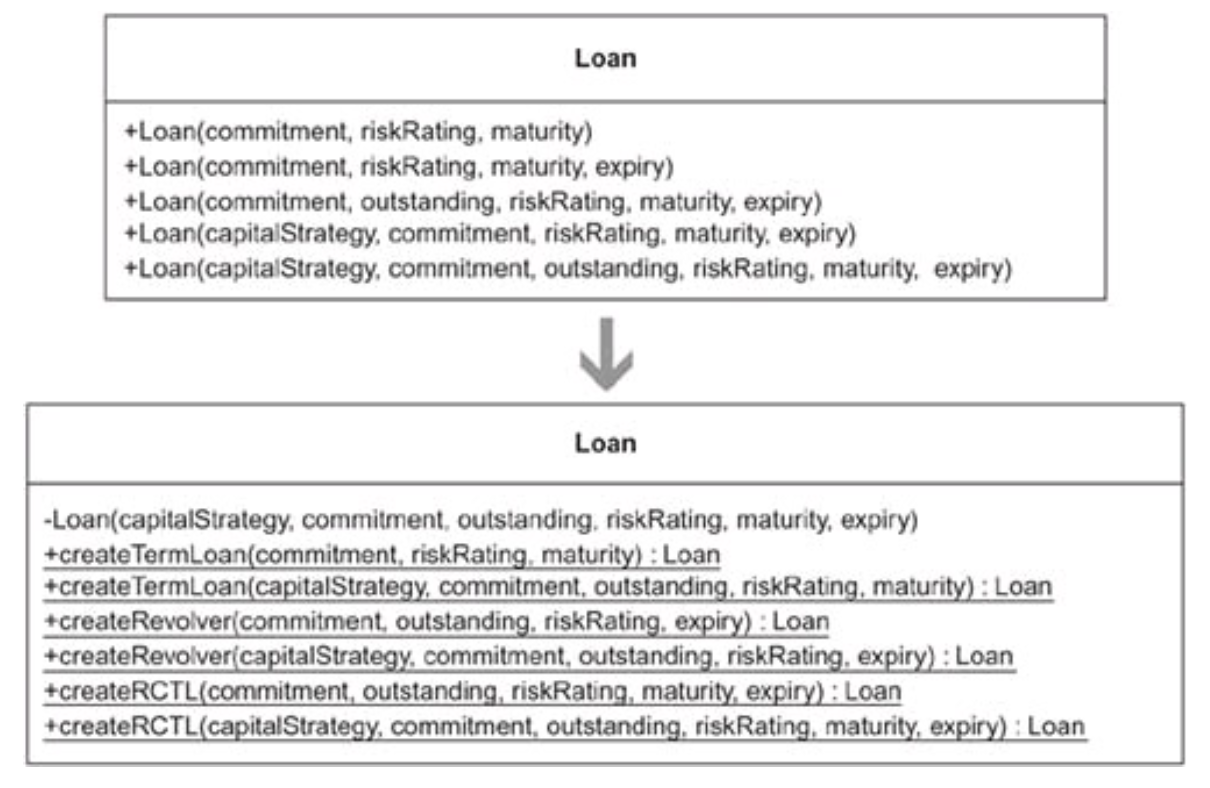 Loan
+Loan(commitment, riskRating, maturity)
+Loan(commitment, riskRating, maturity, expiry)
+Loan(commitment, outstanding, riskRating, maturity, expiry)
+Loan(capitalStrategy, commitment, riskRating, maturity, expiry)
+Loan(capitalStrategy, commitment, outstanding, riskRating, maturity, expiry)
Loan
-Loan(capitalStrategy, commitment, outstanding, riskRating, maturity, expiry)
+createTermLoan(commitment, riskRating, maturity) : Loan
+createTermLoan(capitalStrategy, commitment, outstanding, riskRating, maturity) : Loan
+createRevolver(commitment, outstanding, riskRating, expiry) : Loan
+createRevolver(capitalStrategy, commitment, outstanding, riskRating, expiry) : Loan
+createRCTL(commitment, outstanding, riskRating, maturity, expiry) : Loan
+createRCTL(capitalStrategy, commitment, outstanding, riskRating, maturity, expiry) : Loan